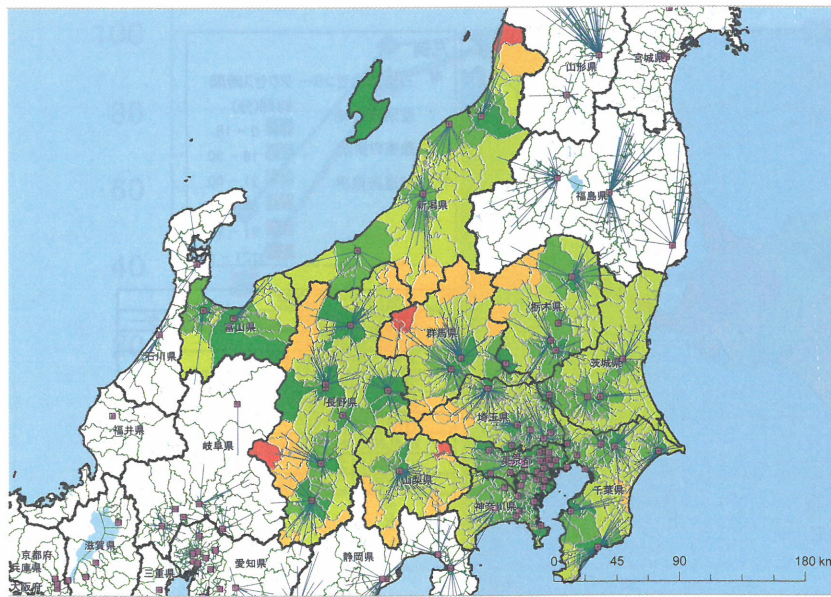 山形県
宮城県
新潟県
福島県
栃木県
群馬県
富山県
石川県
茨城県
長野県
埼玉県
福井県
岐阜県
東京都
山梨県
千葉県
神奈川県
滋賀県
静岡県
京都府
兵庫県
愛知県
三重県
大阪府
0 45 90 180 km